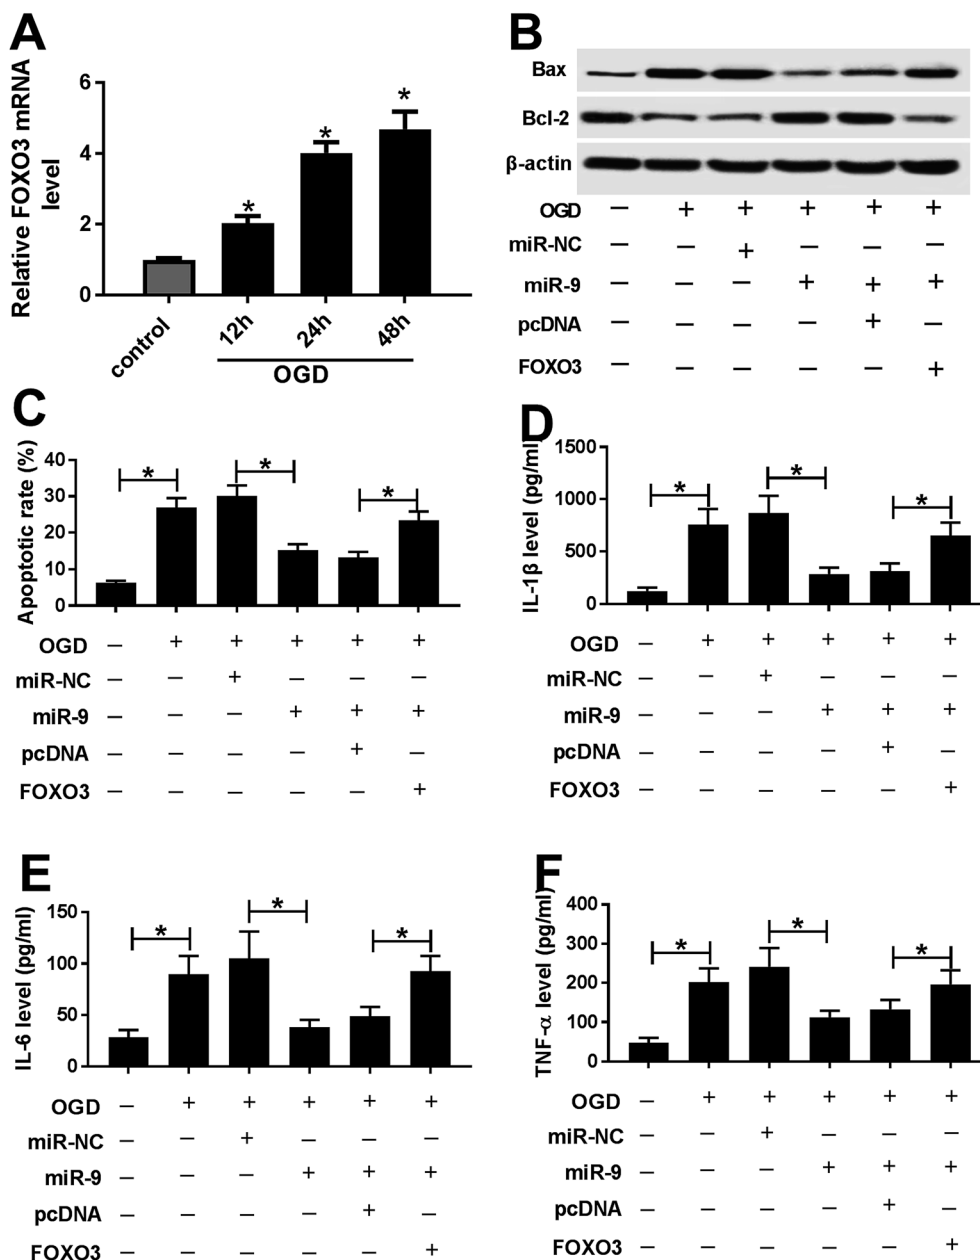 A
Relative FOXO3 mRNA
level
6
4
2
0
*
*
*
control
12h
24h
48h
OGD
B
Bax
Bcl-2
β-actin
OGD – + + + + +
miR-NC – – + – – –
miR-9 – – – + + +
pcDNA – – – – + –
FOXO3 – – – – – +
C
Apoptotic rate (%)
40
30
20
10
0
*
*
*
OGD – + + + + +
miR-NC – – + – – –
miR-9 – – – + + +
pcDNA – – – – + –
FOXO3 – – – – – +
D
IL-1β level (pg/ml)
1500
1000
500
0
*
*
*
OGD – + + + + +
miR-NC – – + – – –
miR-9 – – – + + +
pcDNA – – – – + –
FOXO3 – – – – – +
E
IL-6 level (pg/ml)
150
100
50
0
*
*
*
OGD – + + + + +
miR-NC – – + – – –
miR-9 – – – + + +
pcDNA – – – – + –
FOXO3 – – – – – +
F
TNF-α level (pg/ml)
400
300
200
100
0
*
*
*
OGD – + + + + +
miR-NC – – + – – –
miR-9 – – – + + +
pcDNA – – – – + –
FOXO3 – – – – – +